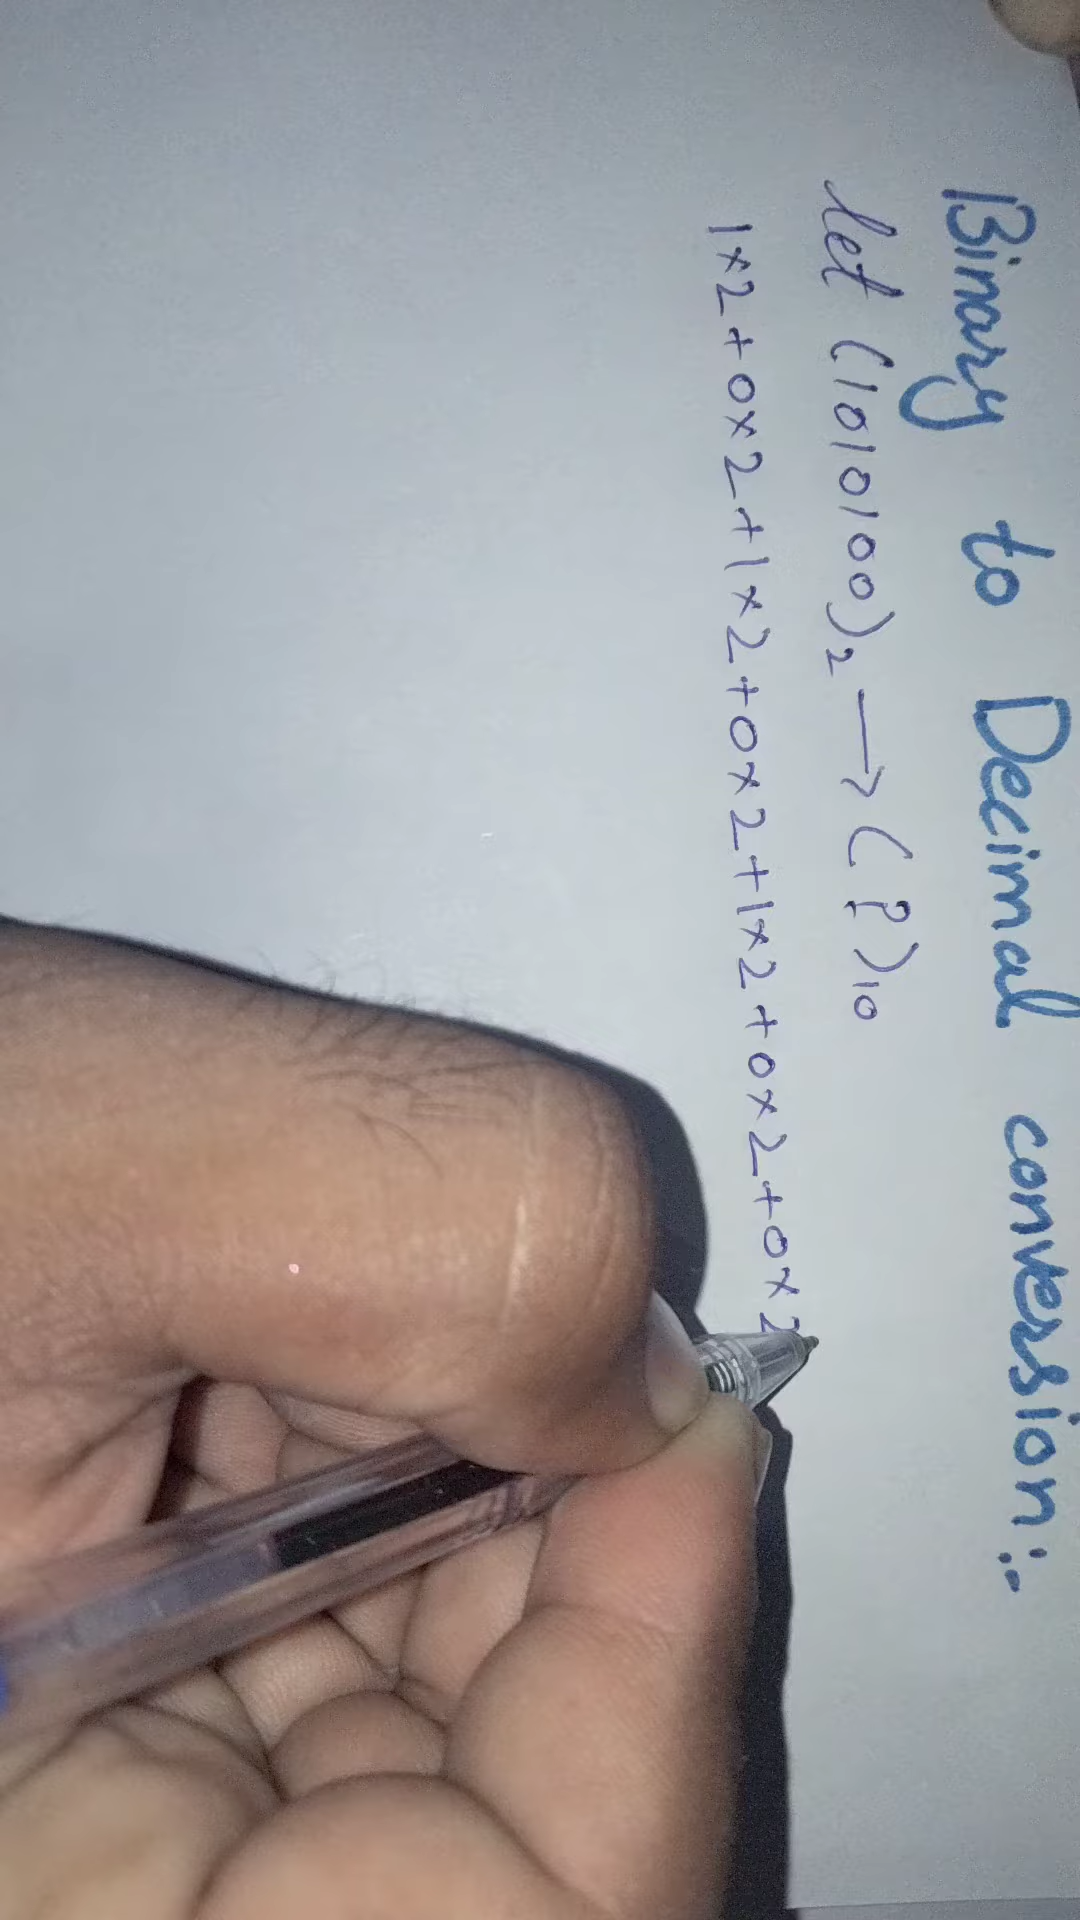 Binary to Decimal conversion:-
let (1010100)₂ → (?)₁₀
1×2+0×2+1×2+0×2+1×2+0×2+0×2